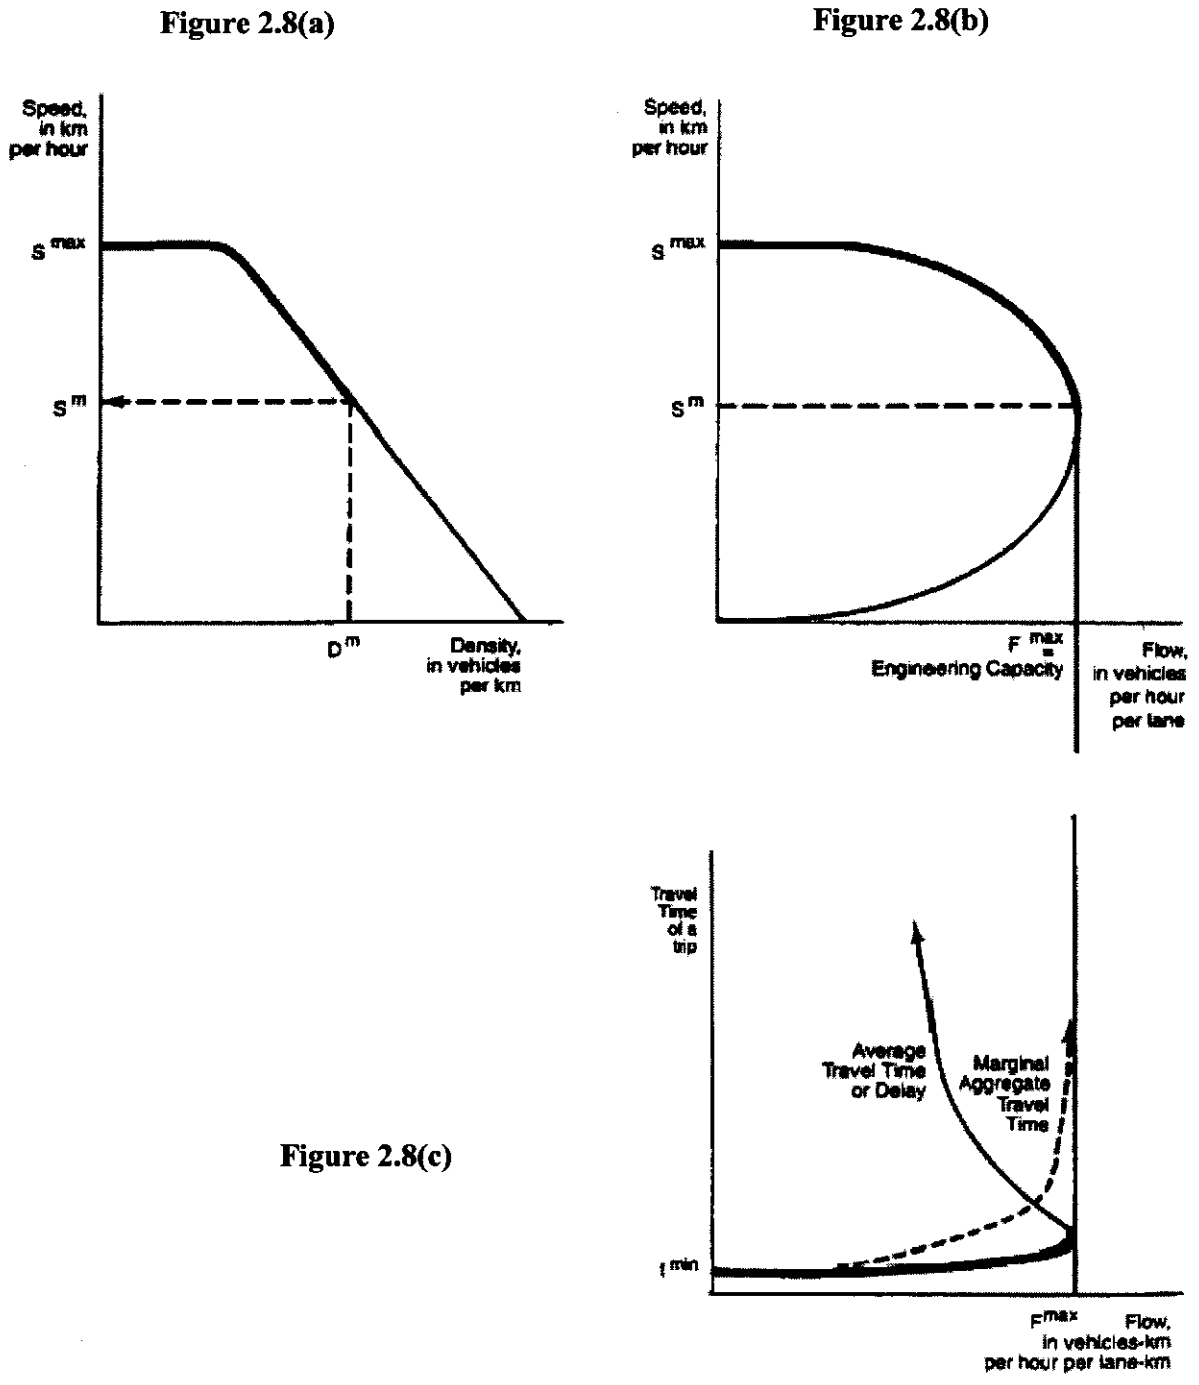 Figure 2.8(a)
Speed,
in km
per hour
S max
S m
D m
Density,
in vehicles
per km
Figure 2.8(b)
Speed,
in km
per hour
S max
S m
F max
=
Engineering Capacity
Flow,
in vehicles
per hour
per lane
Figure 2.8(c)
Travel
Time
of a
trip
Average
Travel Time
or Delay
Marginal
Aggregate
Travel
Time
t min
F max
Flow,
in vehicles-km
per hour per lane-km